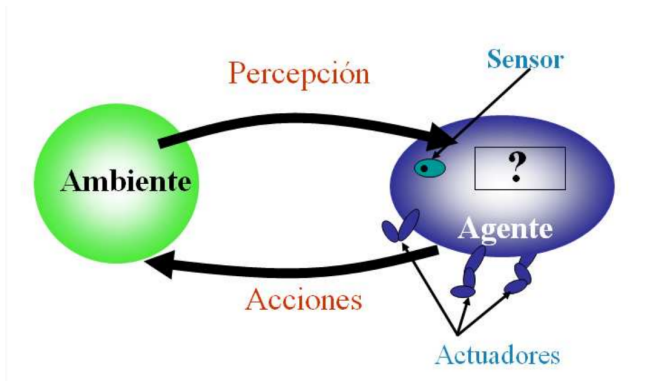 Sensor
Percepción
?
Ambiente
Agente
Acciones
Actuadores